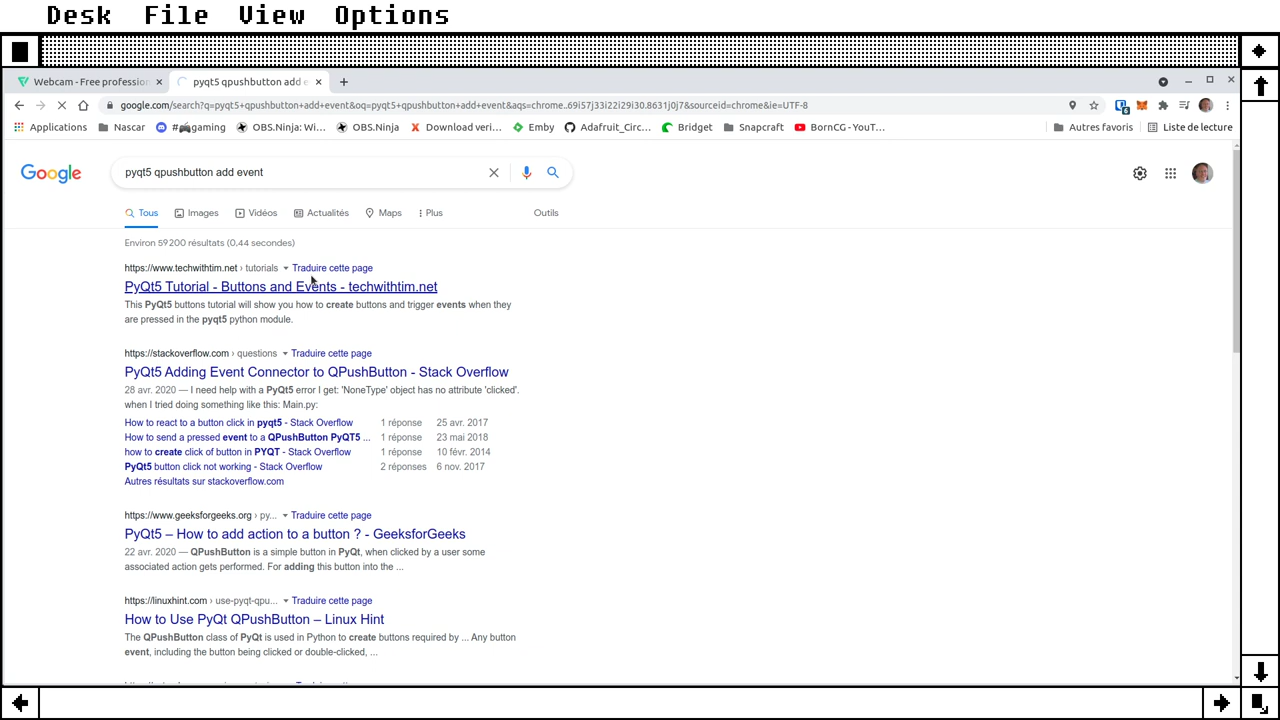 Desk File View Options
Webcam - Free professio
pyqt5 qpushbutton add e
google.com/search?q=pyqt5+qpushbutton+add+event&oq=pyqt5+qpushbutton+add+event&aqs=chrome..69i57j33i22i29i30.8631j0j7&sourceid=chrome&ie=UTF-8
6
Applications Nascar #🎮gaming OBS.Ninja: Wi... OBS.Ninja Download veri... Emby Adafruit_Circ... Bridget Snapcraft BornCG - YouT... Autres favoris Liste de lecture
Google pyqt5 qpushbutton add event
Tous Images Vidéos Actualités Maps Plus Outils
Environ 59 200 résultats (0,44 secondes)
https://www.techwithtim.net › tutorials Traduire cette page
PyQt5 Tutorial - Buttons and Events - techwithtim.net
This PyQt5 buttons tutorial will show you how to create buttons and trigger events when they
are pressed in the pyqt5 python module.
https://stackoverflow.com › questions Traduire cette page
PyQt5 Adding Event Connector to QPushButton - Stack Overflow
28 avr. 2020 — I need help with a PyQt5 error I get: 'NoneType' object has no attribute 'clicked'.
when I tried doing something like this: Main.py:
How to react to a button click in pyqt5 - Stack Overflow 1 réponse 25 avr. 2017
How to send a pressed event to a QPushButton PyQT5 ... 1 réponse 23 mai 2018
how to create click of button in PYQT - Stack Overflow 1 réponse 10 févr. 2014
PyQt5 button click not working - Stack Overflow 2 réponses 6 nov. 2017
Autres résultats sur stackoverflow.com
https://www.geeksforgeeks.org › py... Traduire cette page
PyQt5 – How to add action to a button ? - GeeksforGeeks
22 avr. 2020 — QPushButton is a simple button in PyQt, when clicked by a user some
associated action gets performed. For adding this button into the ...
https://linuxhint.com › use-pyqt-qpu... Traduire cette page
How to Use PyQt QPushButton – Linux Hint
The QPushButton class of PyQt is used in Python to create buttons required by ... Any button
event, including the button being clicked or double-clicked, ...